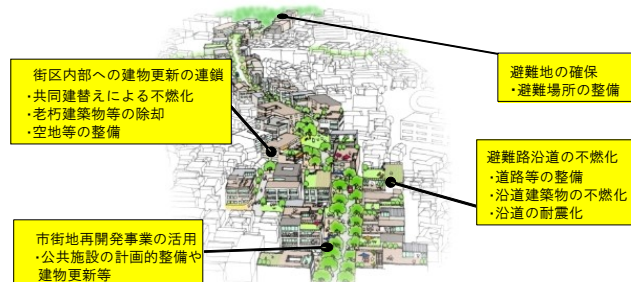 街区内部への建物更新の連鎖
・共同建替えによる不燃化
・老朽建築物等の除却
・空地等の整備
避難地の確保
・避難場所の整備
避難路沿道の不燃化
・道路等の整備
・沿道建築物の不燃化
・沿道の耐震化
市街地再開発事業の活用
・公共施設の計画的整備や
建物更新等